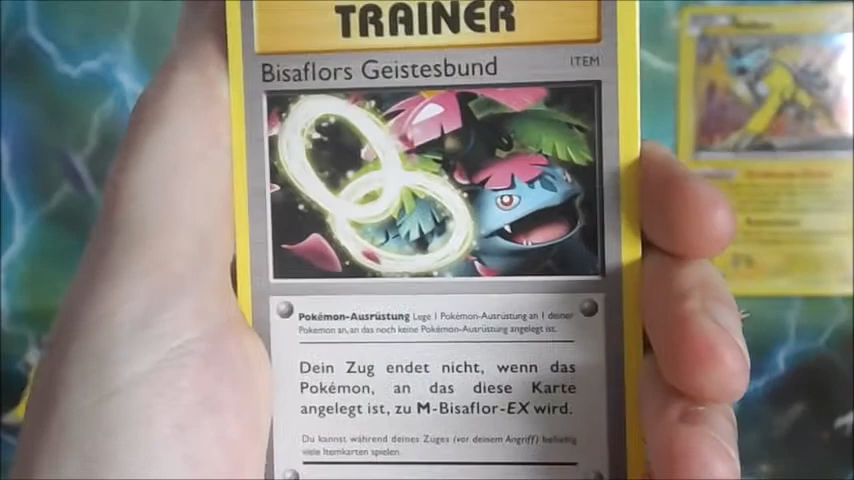 TRAINER
Bisaflors Geistesbund
ITEM
Pokémon-Ausrüstung Lege 1 Pokémon-Ausrüstung an 1 deiner
Pokémon an, an das noch keine Pokémon-Ausrüstung angelegt ist.
Dein Zug endet nicht, wenn das
Pokémon, an das diese Karte
angelegt ist, zu M-Bisaflor-EX wird.
Du kannst während deines Zuges (vor deinem Angriff) beliebig
viele Itemkarten spielen.